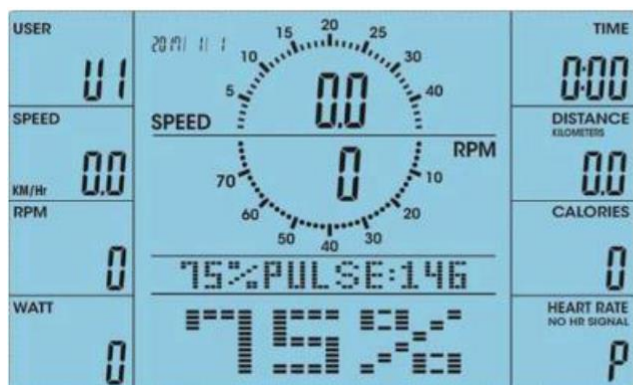 USER
U1
SPEED
KM/Hr 0.0
RPM
0
WATT
0
2017/ 1/ 1
5 10 15 20 25 30 40
0.0
SPEED
RPM
0
70 60 50 40 30 20 10
75%PULSE:146
75%
TIME
0:00
DISTANCE
KILOMETERS
0.0
CALORIES
0
HEART RATE
NO HR SIGNAL
P